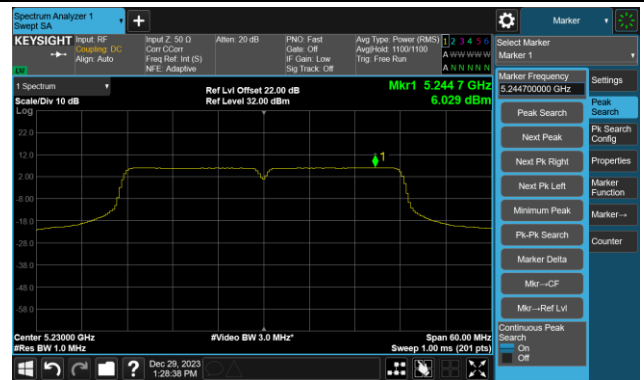 Spectrum Analyzer 1
Swept SA
Marker
KEYSIGHT
Input: RF
Coupling: DC
Align: Auto
Input Z: 50 Ω
Corr CCorr
Freq Ref: Int (S)
NFE: Adaptive
Atten: 20 dB
PNO: Fast
Gate: Off
IF Gain: Low
Sig Track: Off
Avg Type: Power (RMS)
Avg|Hold: 1100/1100
Trig: Free Run
1 2 3 4 5 6
A W W W W W
A N N N N N
LW
Select Marker
Marker 1
1 Spectrum
Scale/Div 10 dB
Log
Ref Lvl Offset 22.00 dB
Ref Level 32.00 dBm
Mkr1 5.244 7 GHz
6.029 dBm
22.0
12.0
2.00
-8.00
-18.0
-28.0
-38.0
-48.0
-58.0
1
Center 5.23000 GHz
#Res BW 1.0 MHz
#Video BW 3.0 MHz*
Span 60.00 MHz
Sweep 1.00 ms (201 pts)
Marker Frequency
5.244700000 GHz
Peak Search
Next Peak
Next Pk Right
Next Pk Left
Minimum Peak
Pk-Pk Search
Marker Delta
Mkr→CF
Mkr→Ref Lvl
Continuous Peak
Search
On
Off
Settings
Peak
Search
Pk Search
Config
Properties
Marker
Function
Marker→
Counter
?
Dec 29, 2023
1:28:38 PM